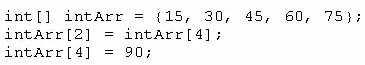 int[] intArr = {15, 30, 45, 60, 75};
intArr[2] = intArr[4];
intArr[4] = 90;